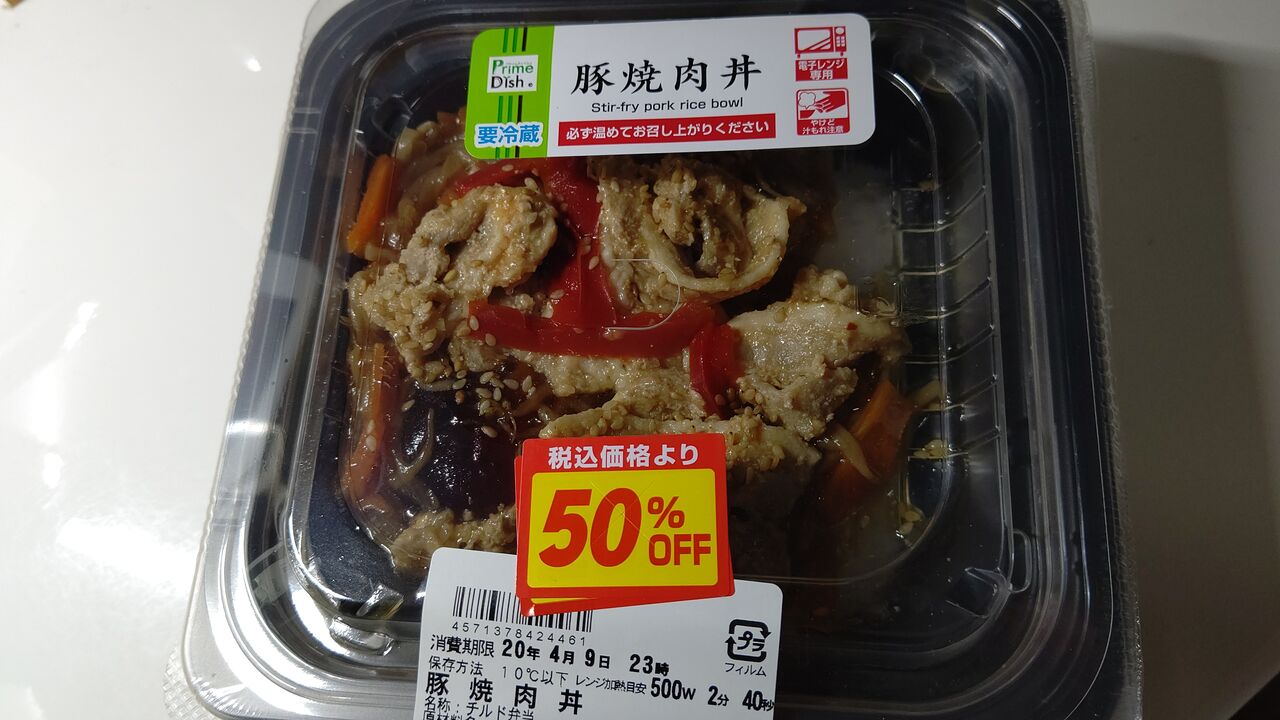 Prime Dish
要冷蔵
豚焼肉丼
Stir-fry pork rice bowl
必ず温めてお召し上がりください
電子レンジ
専用
やけど
汁もれ注意
税込価格より
50%
OFF
4571378424461
消費期限 20年 4月 9日 23時
保存方法 10℃以下 レンジ加熱目安 500W 2分 40秒
豚焼肉丼
名称:チルド弁当
プラ
フィルム